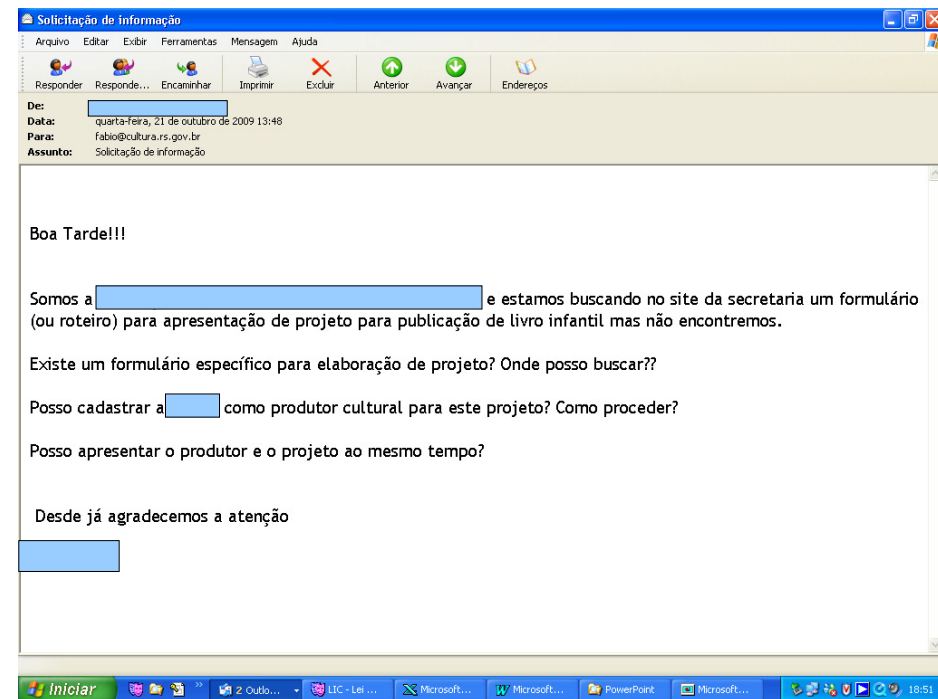 Solicitação de informação
Arquivo Editar Exibir Ferramentas Mensagem Ajuda
Responder Responde... Encaminhar Imprimir Excluir Anterior Avançar Endereços
De:
Data: quarta-feira, 21 de outubro de 2009 13:48
Para: fabio@cultura.rs.gov.br
Assunto: Solicitação de informação
Boa Tarde!!!
Somos a e estamos buscando no site da secretaria um formulário
(ou roteiro) para apresentação de projeto para publicação de livro infantil mas não encontremos.
Existe um formulário específico para elaboração de projeto? Onde posso buscar??
Posso cadastrar a como produtor cultural para este projeto? Como proceder?
Posso apresentar o produtor e o projeto ao mesmo tempo?
Desde já agradecemos a atenção
Iniciar » 2 Outlo... LIC - Lei ... Microsoft... Microsoft... PowerPoint Microsoft... 18:51